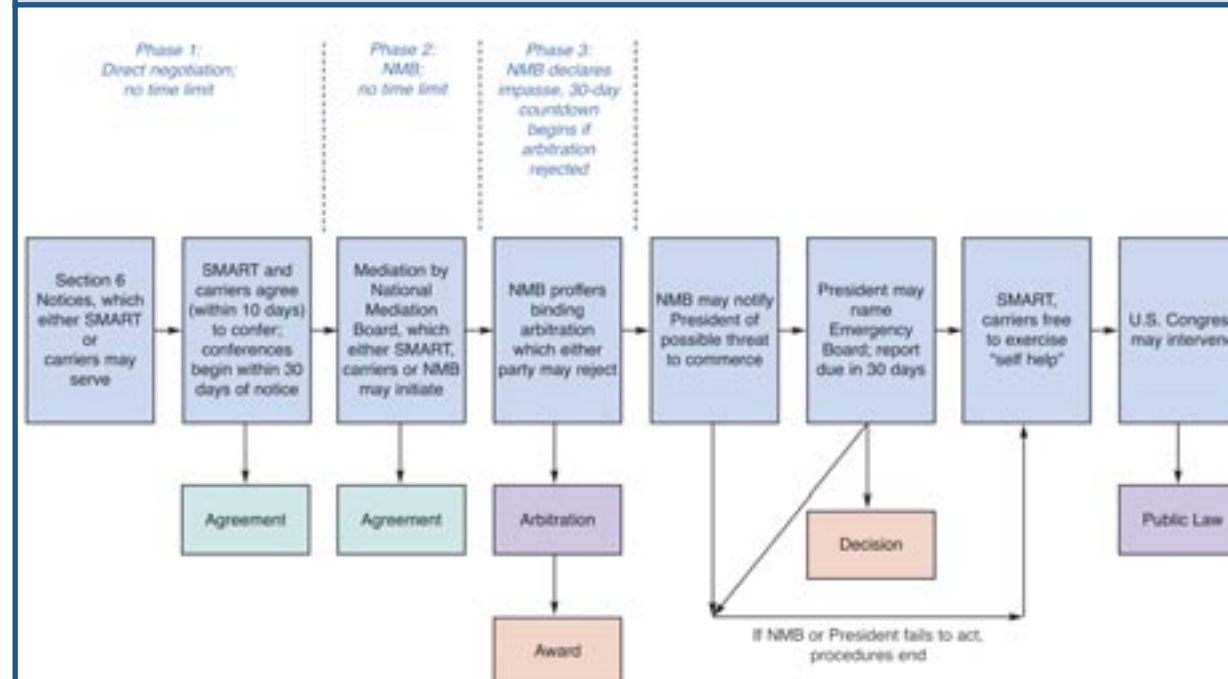 Phase 1:
Direct negotiation;
no time limit
Phase 2:
NMB;
no time limit
Phase 3:
NMB declares
impasse, 30-day
countdown
begins if
arbitration
rejected
Section 6
Notices, which
either SMART
or
carriers may
serve
SMART and
carriers agree
(within 10 days)
to confer;
conferences
begin within 30
days of notice
Mediation by
National
Mediation
Board, which
either SMART,
carriers or NMB
may initiate
NMB proffers
binding
arbitration
which either
party may reject
NMB may notify
President of
possible threat
to commerce
President may
name
Emergency
Board; report
due in 30 days
SMART,
carriers free
to exercise
"self help"
U.S. Congres
may interven
Agreement
Agreement
Arbitration
Decision
Public Law
Award
If NMB or President fails to act,
procedures end